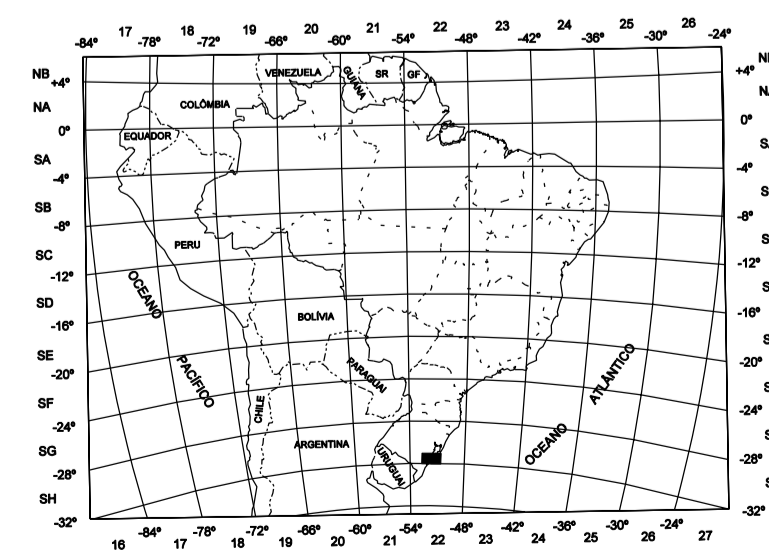 17 18 19 20 21 22 23 24 25 26
-84° -78° -72° -66° -60° -54° -48° -42° -36° -30° -24°
NB +4° VENEZUELA GUIANA SR GF +4°
NA COLÔMBIA
0° EQUADOR 0°
SA
-4° -4°
SB
-8° -8°
PERU
SC
-12° -12°
OCEANO
SD
-16° BOLÍVIA -16°
SE
-20° PACÍFICO PARAGUAI ATLÂNTICO -20°
SF CHILE
-24° -24°
SG ARGENTINA OCEANO
-28° URUGUAI -28°
SH
-32° -32°
-84° -78° -72° -66° -60° -54° -48° -42° -36° -30°
16 17 18 19 20 21 22 23 24 25 26 27